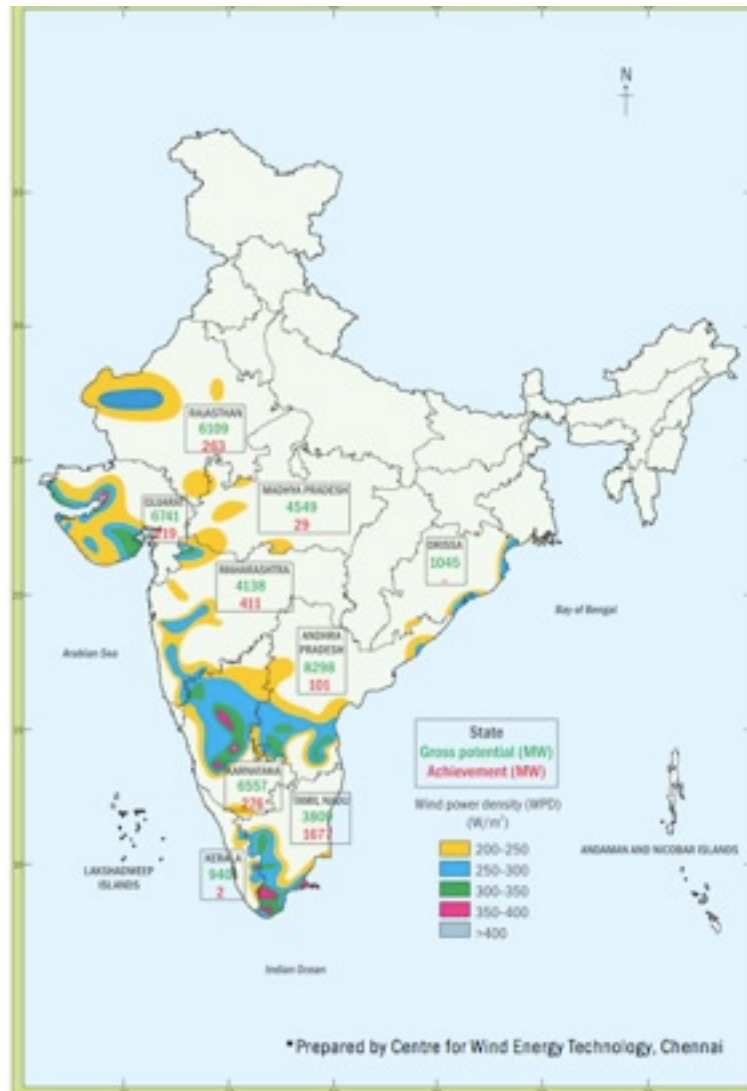 N
RAJASTHAN
6109
263
GUJARAT
6741
219
MADHYA PRADESH
4549
29
ORISSA
1045
-
MAHARASHTRA
4138
411
Bay of Bengal
Arabian Sea
ANDHRA
PRADESH
8298
101
State
Gross potential (MW)
Achievement (MW)
KARNATAKA
6557
TAMIL NADU
1677
Wind power density (WPD)
(W/m²)
200-250
250-300
300-350
350-400
>400
ANDAMAN AND NICOBAR ISLANDS
LAKSHADWEEP
ISLANDS
KERALA
2
Indian Ocean
*Prepared by Centre for Wind Energy Technology, Chennai